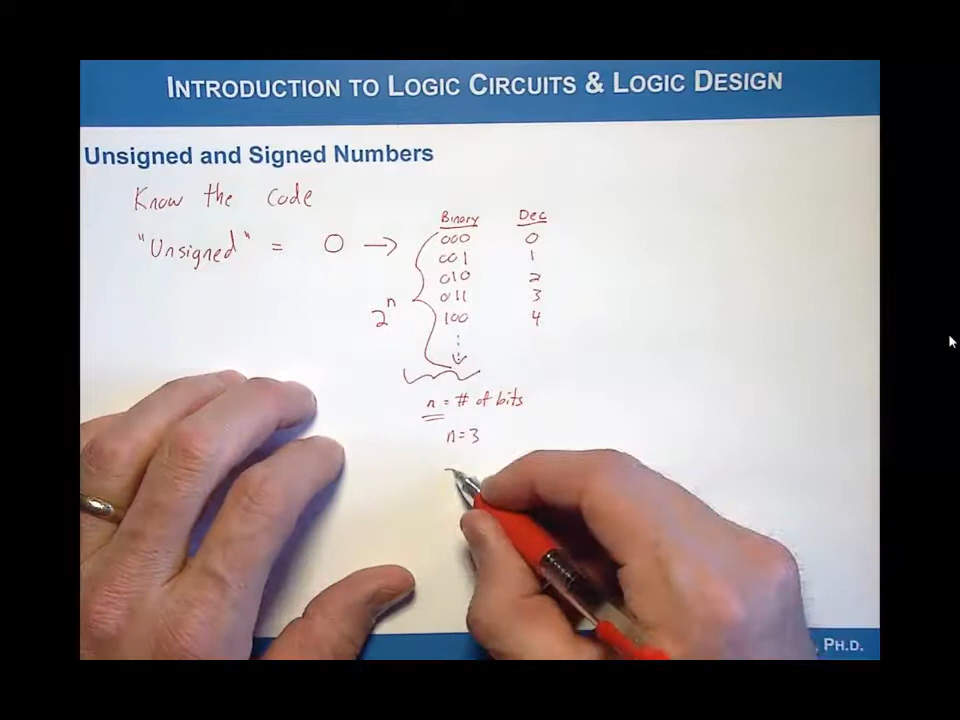 INTRODUCTION TO LOGIC CIRCUITS & LOGIC DESIGN
Unsigned and Signed Numbers
Know the Code
"Unsigned" = 0 →
Binary Dec
000 0
001 1
010 2
011 3
100 4
2^n
n = # of bits
n=3
PH.D.